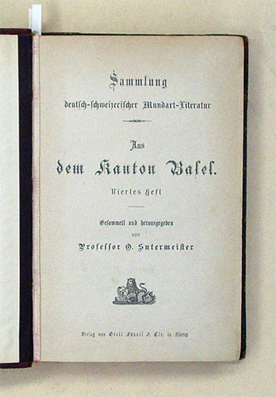 Sammlung
deutsch-schweizerischer Mundart-Literatur
Aus
dem Kanton Basel.
Viertes Heft
Gesammelt und herausgegeben
von
Professor O. Sutermeister
Verlag von Orell Füssli & Co. in Zürich